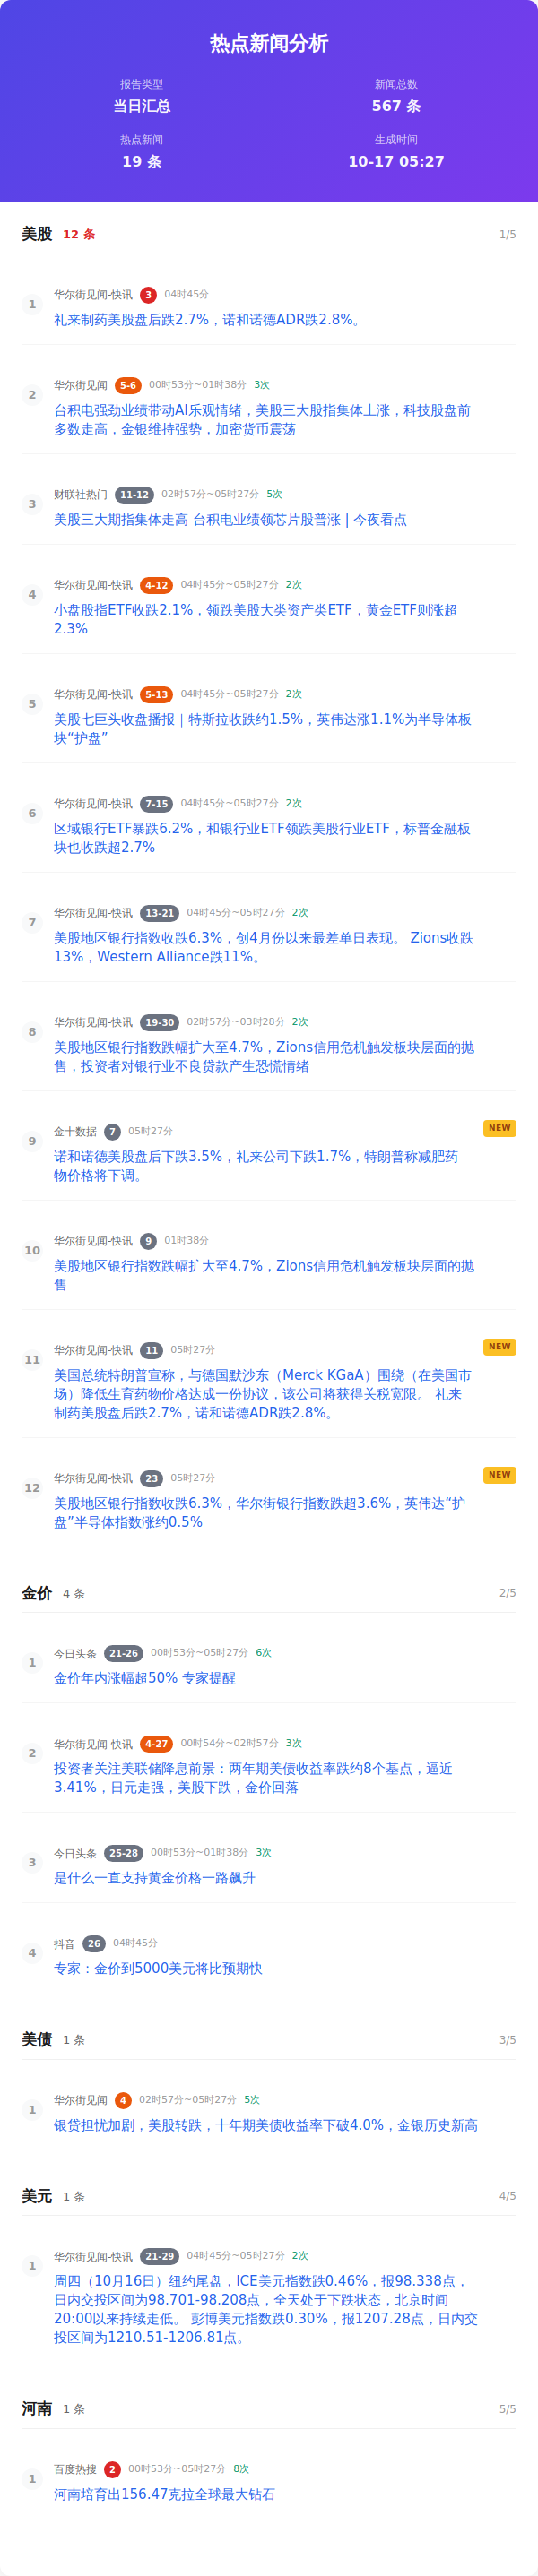 热点新闻分析
报告类型
当日汇总
新闻总数
567 条
热点新闻
19 条
生成时间
10-17 05:27
美股 12 条 1/5
1
华尔街见闻-快讯 3 04时45分
礼来制药美股盘后跌2.7%，诺和诺德ADR跌2.8%。
2
华尔街见闻 5-6 00时53分~01时38分 3次
台积电强劲业绩带动AI乐观情绪，美股三大股指集体上涨，科技股盘前
多数走高，金银维持强势，加密货币震荡
3
财联社热门 11-12 02时57分~05时27分 5次
美股三大期指集体走高 台积电业绩领芯片股普涨 | 今夜看点
4
华尔街见闻-快讯 4-12 04时45分~05时27分 2次
小盘股指ETF收跌2.1%，领跌美股大类资产类ETF，黄金ETF则涨超
2.3%
5
华尔街见闻-快讯 5-13 04时45分~05时27分 2次
美股七巨头收盘播报｜特斯拉收跌约1.5%，英伟达涨1.1%为半导体板
块“护盘”
6
华尔街见闻-快讯 7-15 04时45分~05时27分 2次
区域银行ETF暴跌6.2%，和银行业ETF领跌美股行业ETF，标普金融板
块也收跌超2.7%
7
华尔街见闻-快讯 13-21 04时45分~05时27分 2次
美股地区银行指数收跌6.3%，创4月份以来最差单日表现。 Zions收跌
13%，Western Alliance跌11%。
8
华尔街见闻-快讯 19-30 02时57分~03时28分 2次
美股地区银行指数跌幅扩大至4.7%，Zions信用危机触发板块层面的抛
售，投资者对银行业不良贷款产生恐慌情绪
9
金十数据 7 05时27分 NEW
诺和诺德美股盘后下跌3.5%，礼来公司下跌1.7%，特朗普称减肥药
物价格将下调。
10
华尔街见闻-快讯 9 01时38分
美股地区银行指数跌幅扩大至4.7%，Zions信用危机触发板块层面的抛
售
11
华尔街见闻-快讯 11 05时27分 NEW
美国总统特朗普宣称，与德国默沙东（Merck KGaA）围绕（在美国市
场）降低生育药物价格达成一份协议，该公司将获得关税宽限。 礼来
制药美股盘后跌2.7%，诺和诺德ADR跌2.8%。
12
华尔街见闻-快讯 23 05时27分 NEW
美股地区银行指数收跌6.3%，华尔街银行指数跌超3.6%，英伟达“护
盘”半导体指数涨约0.5%
金价 4 条 2/5
1
今日头条 21-26 00时53分~05时27分 6次
金价年内涨幅超50% 专家提醒
2
华尔街见闻-快讯 4-27 00时54分~02时57分 3次
投资者关注美联储降息前景：两年期美债收益率跌约8个基点，逼近
3.41%，日元走强，美股下跌，金价回落
3
今日头条 25-28 00时53分~01时38分 3次
是什么一直支持黄金价格一路飙升
4
抖音 26 04时45分
专家：金价到5000美元将比预期快
美债 1 条 3/5
1
华尔街见闻 4 02时57分~05时27分 5次
银贷担忧加剧，美股转跌，十年期美债收益率下破4.0%，金银历史新高
美元 1 条 4/5
1
华尔街见闻-快讯 21-29 04时45分~05时27分 2次
周四（10月16日）纽约尾盘，ICE美元指数跌0.46%，报98.338点，
日内交投区间为98.701-98.208点，全天处于下跌状态，北京时间
20:00以来持续走低。 彭博美元指数跌0.30%，报1207.28点，日内交
投区间为1210.51-1206.81点。
河南 1 条 5/5
1
百度热搜 2 00时53分~05时27分 8次
河南培育出156.47克拉全球最大钻石